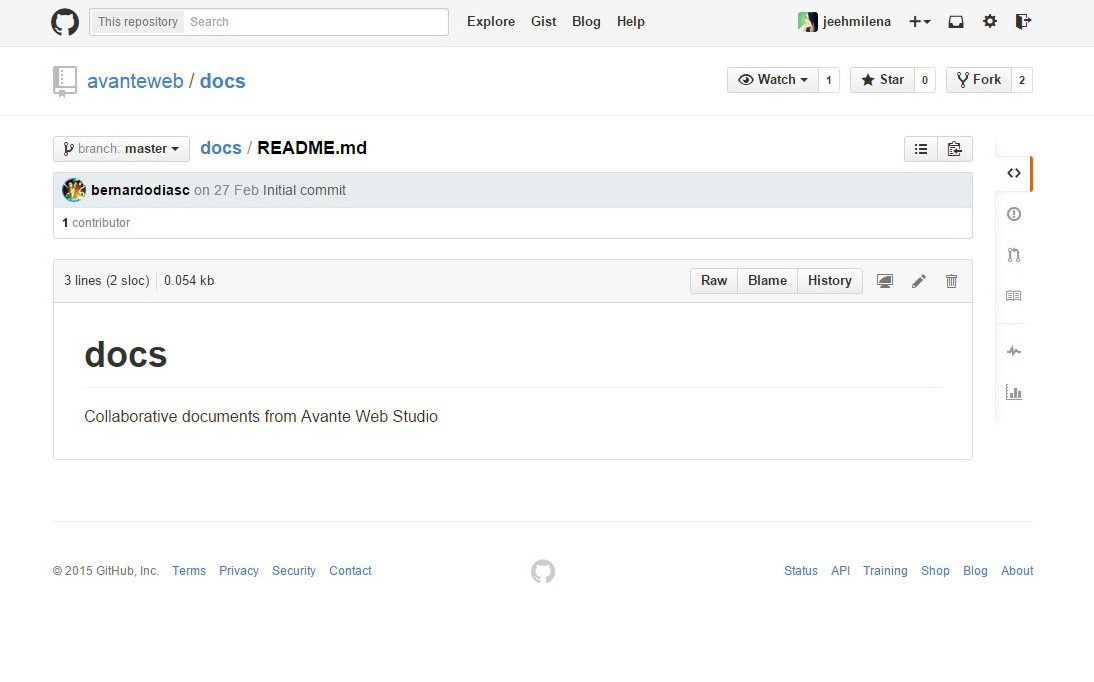 This repository Search Explore Gist Blog Help jeehmilena
avanteweb / docs Watch 1 Star 0 Fork 2
branch: master docs / README.md
bernardodiasc on 27 Feb Initial commit
1 contributor
3 lines (2 sloc) 0.054 kb Raw Blame History
docs
Collaborative documents from Avante Web Studio
© 2015 GitHub, Inc. Terms Privacy Security Contact Status API Training Shop Blog About